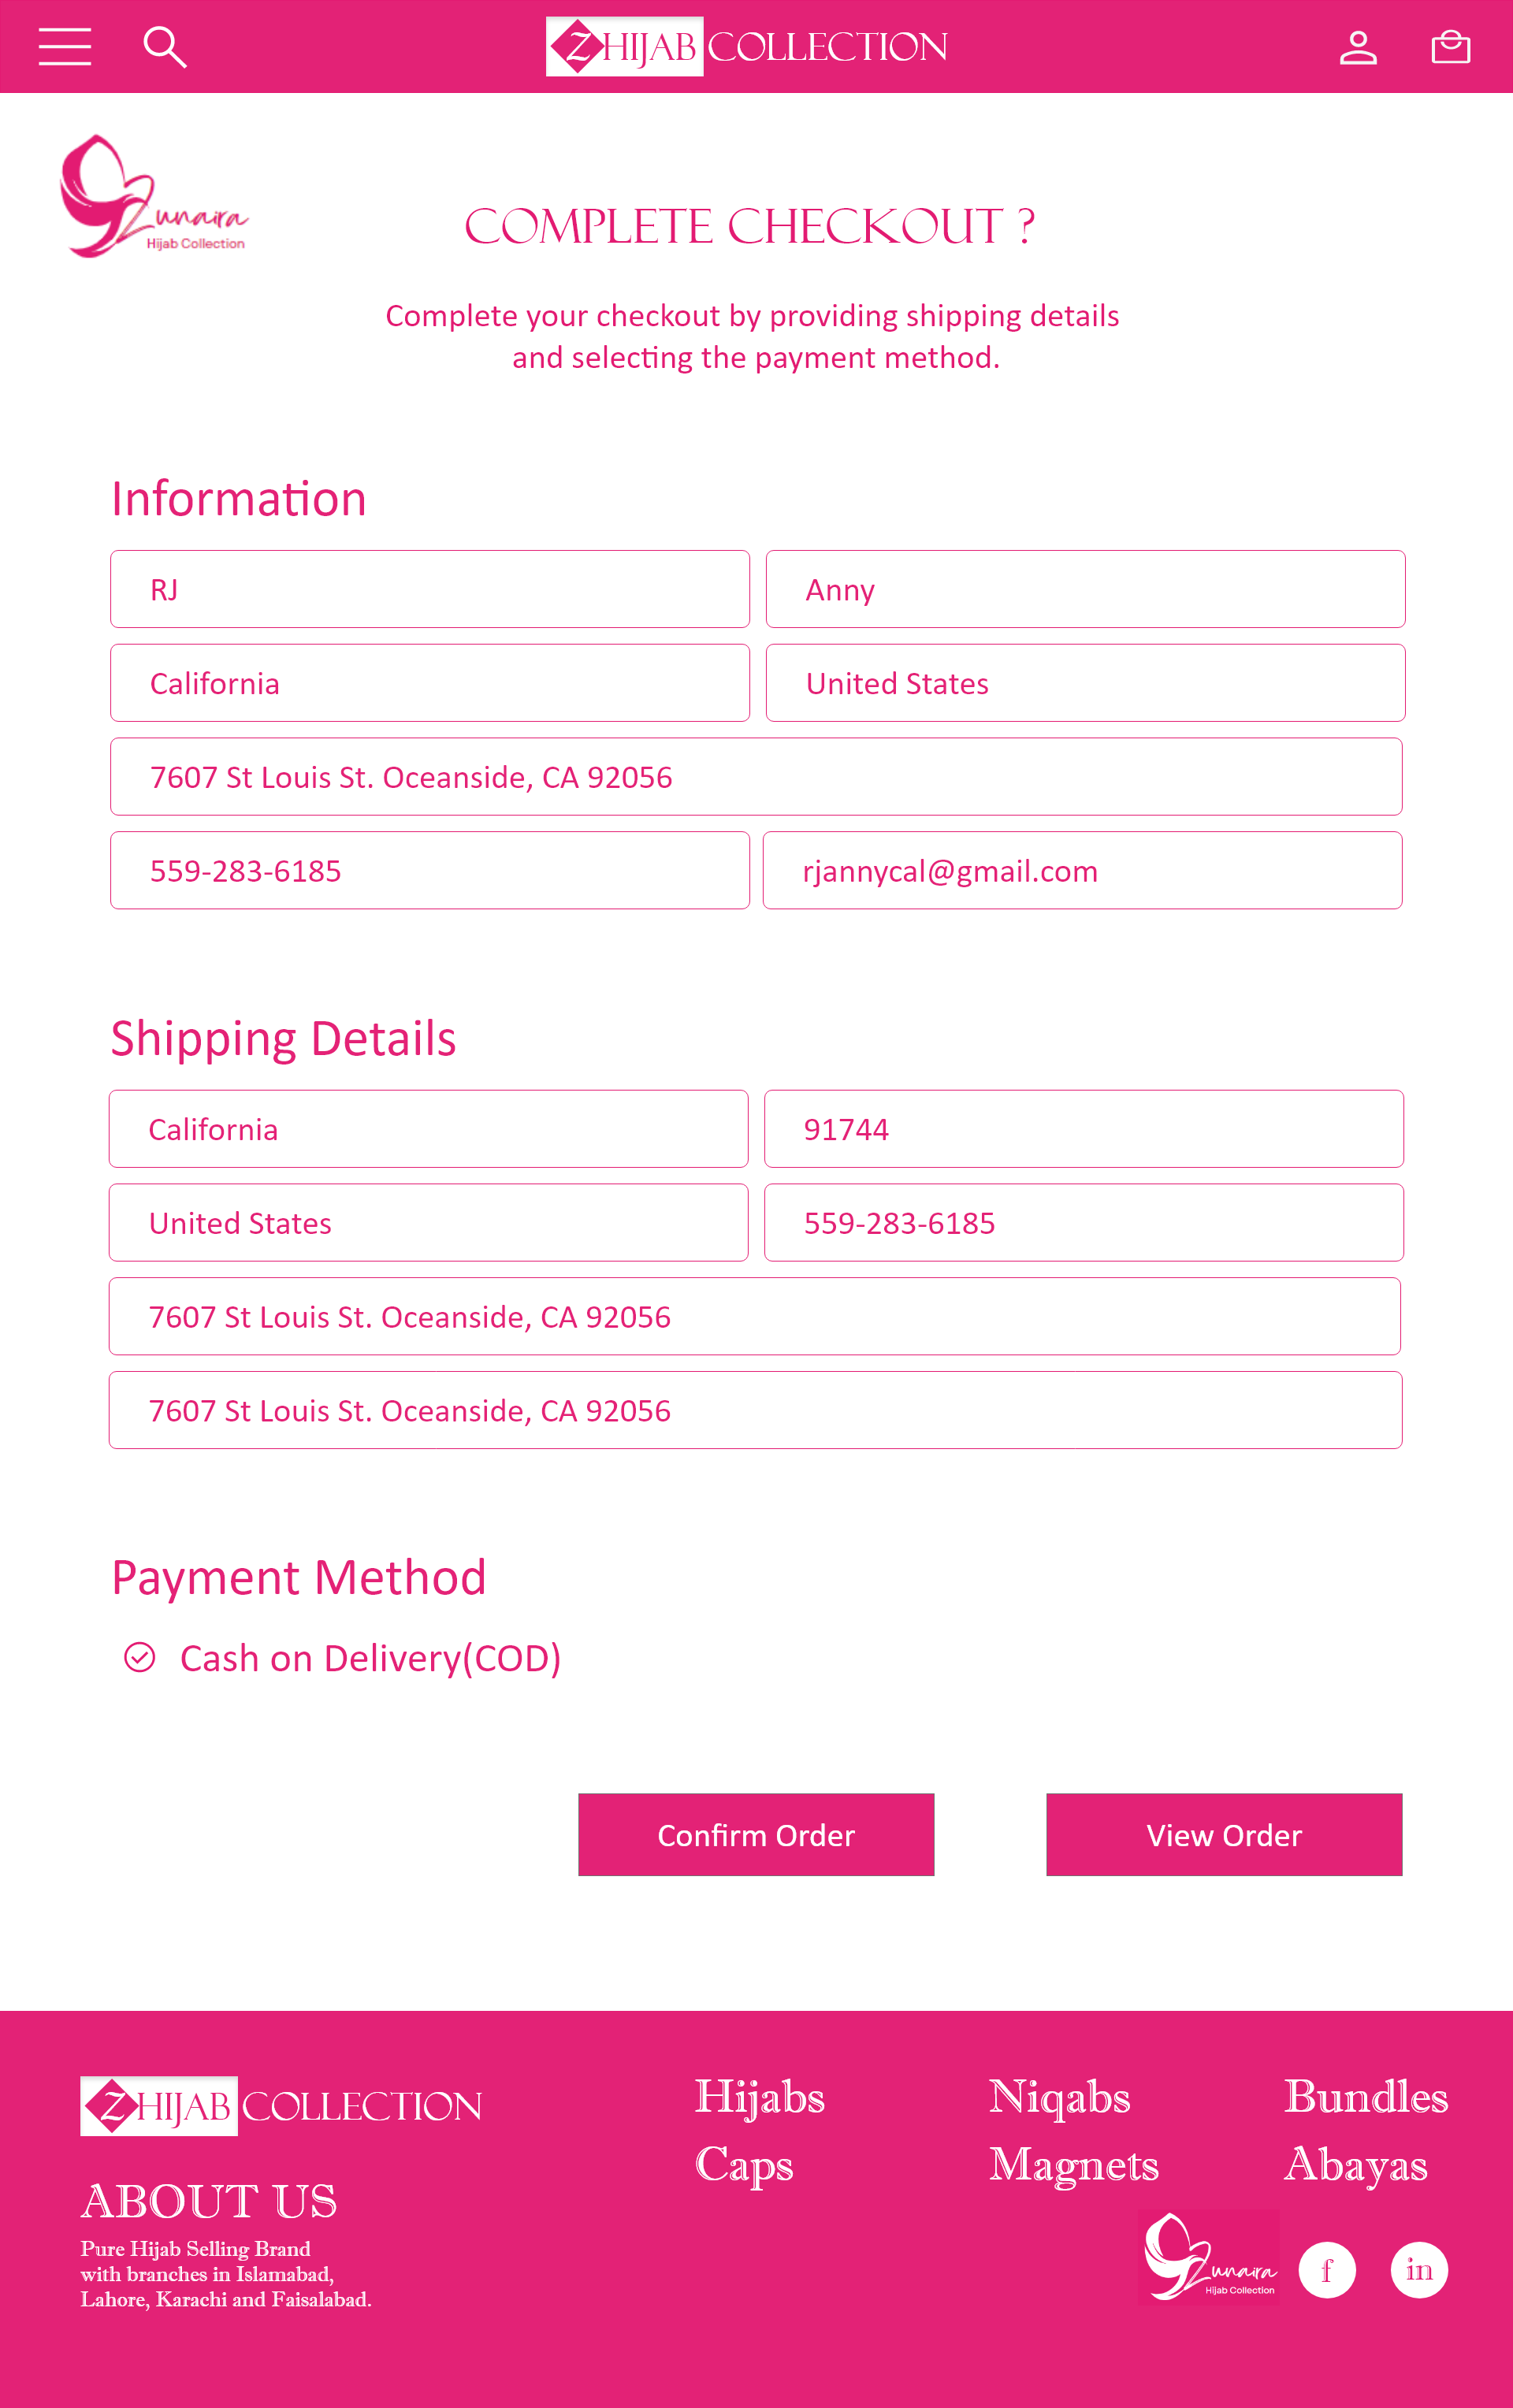 Z HIJAB COLLECTION
Zunaira
Hijab Collection
COMPLETE CHECKOUT ?
Complete your checkout by providing shipping details
and selecting the payment method.
Information
RJ
Anny
California
United States
7607 St Louis St. Oceanside, CA 92056
559-283-6185
rjannycal@gmail.com
Shipping Details
California
91744
United States
559-283-6185
7607 St Louis St. Oceanside, CA 92056
7607 St Louis St. Oceanside, CA 92056
Payment Method
Cash on Delivery(COD)
Confirm Order
View Order
Z HIJAB COLLECTION
Hijabs
Niqabs
Bundles
Caps
Magnets
Abayas
ABOUT US
Pure Hijab Selling Brand
with branches in Islamabad,
Lahore, Karachi and Faisalabad.
Zunaira
Hijab Collection
f
in